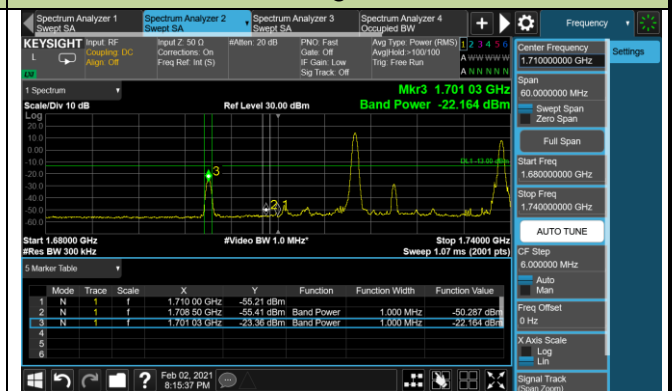 Spectrum Analyzer 1
Swept SA
Spectrum Analyzer 2
Swept SA
Spectrum Analyzer 3
Swept SA
Spectrum Analyzer 4
Occupied BW
Frequency
KEYSIGHT
L
Input: RF
Coupling: DC
Align: Off
Input Z: 50 Ω
Corrections: On
Freq Ref: Int (S)
#Atten: 20 dB
PNO: Fast
Gate: Off
IF Gain: Low
Sig Track: Off
Avg Type: Power (RMS)
Avg|Hold:>100/100
Trig: Free Run
1 2 3 4 5 6
A W W W W W
A N N N N N
1 Spectrum
Scale/Div 10 dB
Ref Level 30.00 dBm
Mkr3 1.701 03 GHz
Band Power -22.164 dBm
Log
20.0
10.0
0.00
-10.0
-20.0
-30.0
-40.0
-50.0
-60.0
DL1 -13.00 dBm
3
2
1
Start 1.68000 GHz
#Res BW 300 kHz
#Video BW 1.0 MHz*
Stop 1.74000 GHz
Sweep 1.07 ms (2001 pts)
5 Marker Table
Mode Trace Scale X Y Function Function Width Function Value
1 N 1 f 1.710 00 GHz -55.21 dBm
2 N 1 f 1.708 50 GHz -55.41 dBm Band Power 1.000 MHz -50.287 dBm
3 N 1 f 1.701 03 GHz -23.36 dBm Band Power 1.000 MHz -22.164 dBm
4
5
6
Feb 02, 2021
8:15:37 PM
Settings
Center Frequency
1.710000000 GHz
Span
60.0000000 MHz
Swept Span
Zero Span
Full Span
Start Freq
1.680000000 GHz
Stop Freq
1.740000000 GHz
AUTO TUNE
CF Step
6.000000 MHz
Auto
Man
Freq Offset
0 Hz
X Axis Scale
Log
Lin
Signal Track
(Span Zoom)